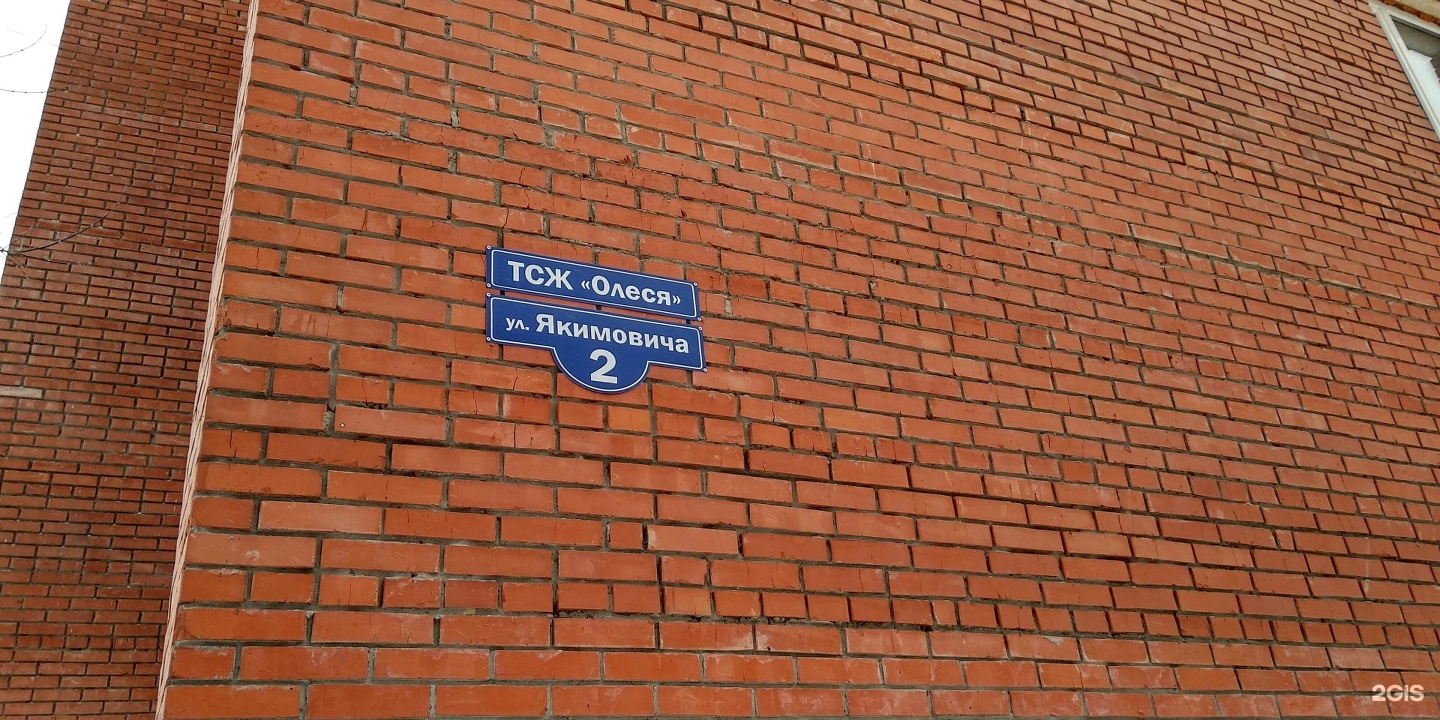 ТСЖ «Олеся»
ул. Якимовича
2
2GIS